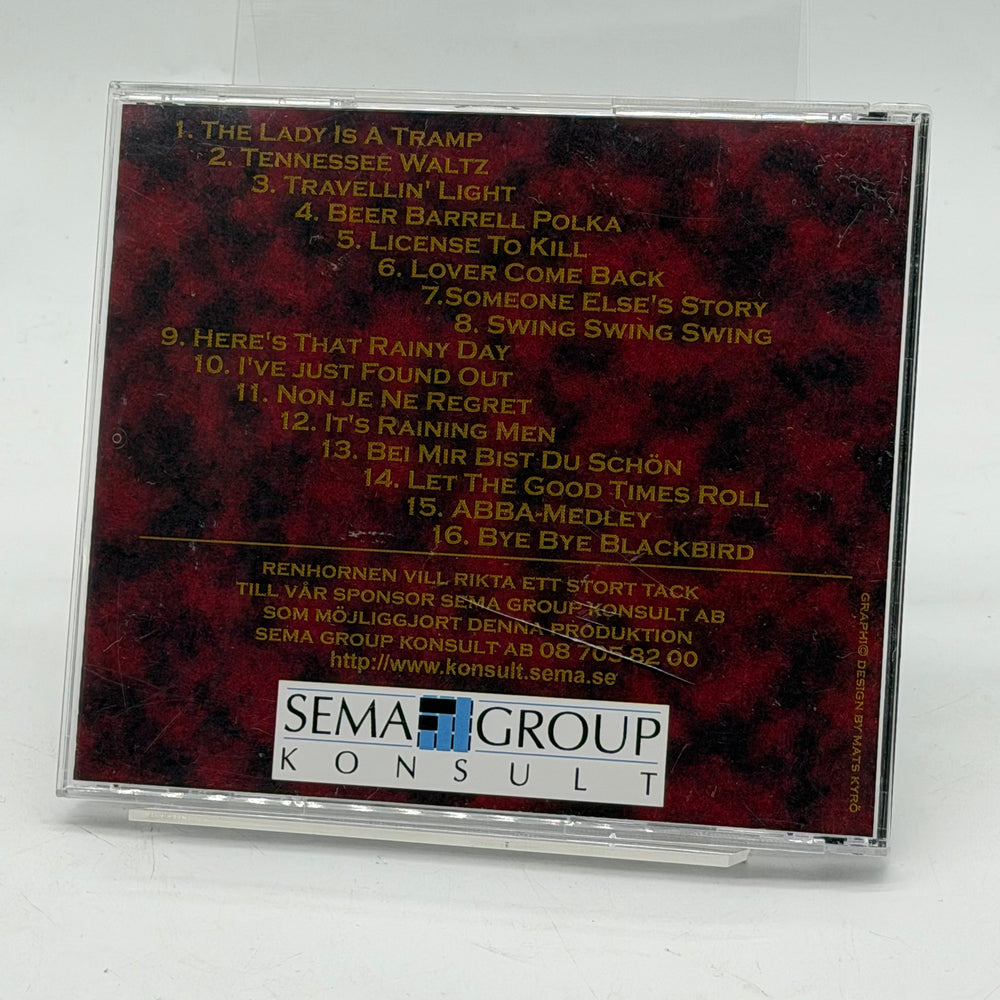 1. THE LADY IS A TRAMP
2. TENNESSEE WALTZ
3. TRAVELLIN' LIGHT
4. BEER BARRELL POLKA
5. LICENSE TO KILL
6. LOVER COME BACK
7.SOMEONE ELSE'S STORY
8. SWING SWING SWING
9. HERE'S THAT RAINY DAY
10. I'VE JUST FOUND OUT
11. NON JE NE REGRET
12. IT'S RAINING MEN
13. BEI MIR BIST DU SCHÖN
14. LET THE GOOD TIMES ROLL
15. ABBA-MEDLEY
16. BYE BYE BLACKBIRD
RENHORNEN VILL RIKTA ETT STORT TACK
TILL VÅR SPONSOR SEMA GROUP KONSULT AB
SOM MÖJLIGGJORT DENNA PRODUKTION
SEMA GROUP KONSULT AB 08 705 82 00
http://www.konsult.sema.se
SEMA GROUP
KONSULT
GRAPHI© DESIGN BY MATS KYRÖ